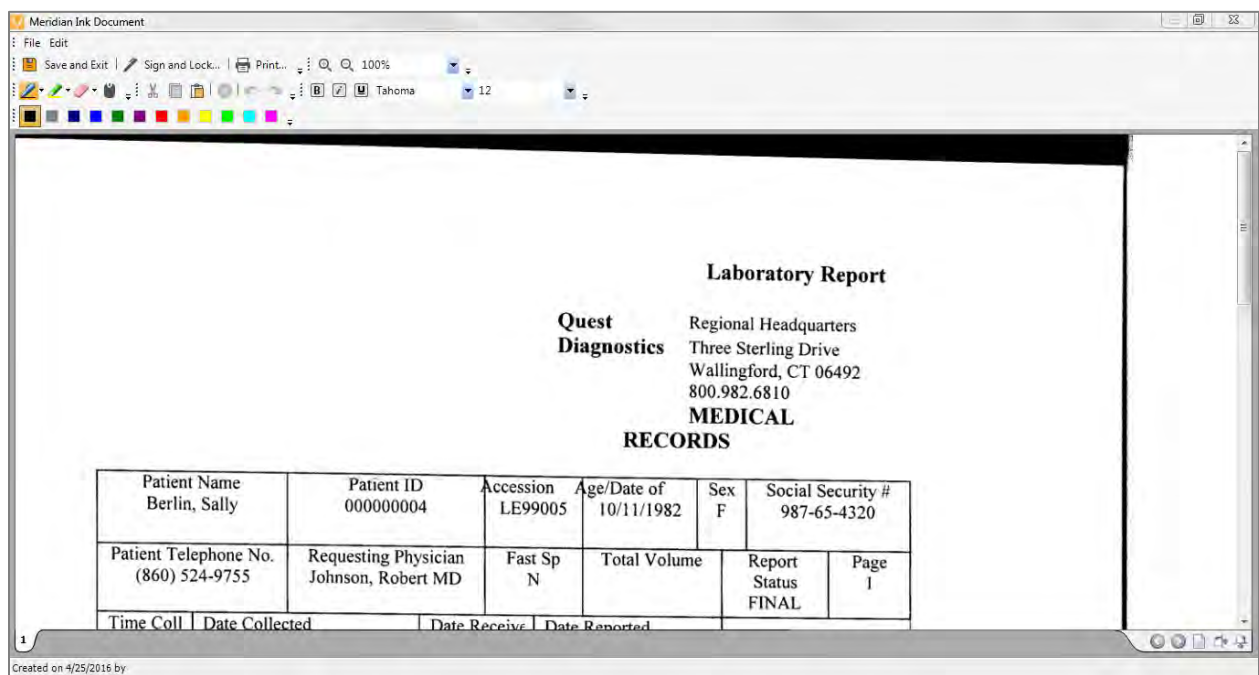 Meridian Ink Document
File Edit
Save and Exit Sign and Lock... Print... 100%
B I U Tahoma 12
Laboratory Report
Quest Regional Headquarters
Diagnostics Three Sterling Drive
Wallingford, CT 06492
800.982.6810
MEDICAL
RECORDS
Patient Name Patient ID Accession Age/Date of Sex Social Security #
Berlin, Sally 000000004 LE99005 10/11/1982 F 987-65-4320
Patient Telephone No. Requesting Physician Fast Sp Total Volume Report Page
(860) 524-9755 Johnson, Robert MD N Status 1
FINAL
Time Coll Date Collected Date Receive Date Reported
1
Created on 4/25/2016 by